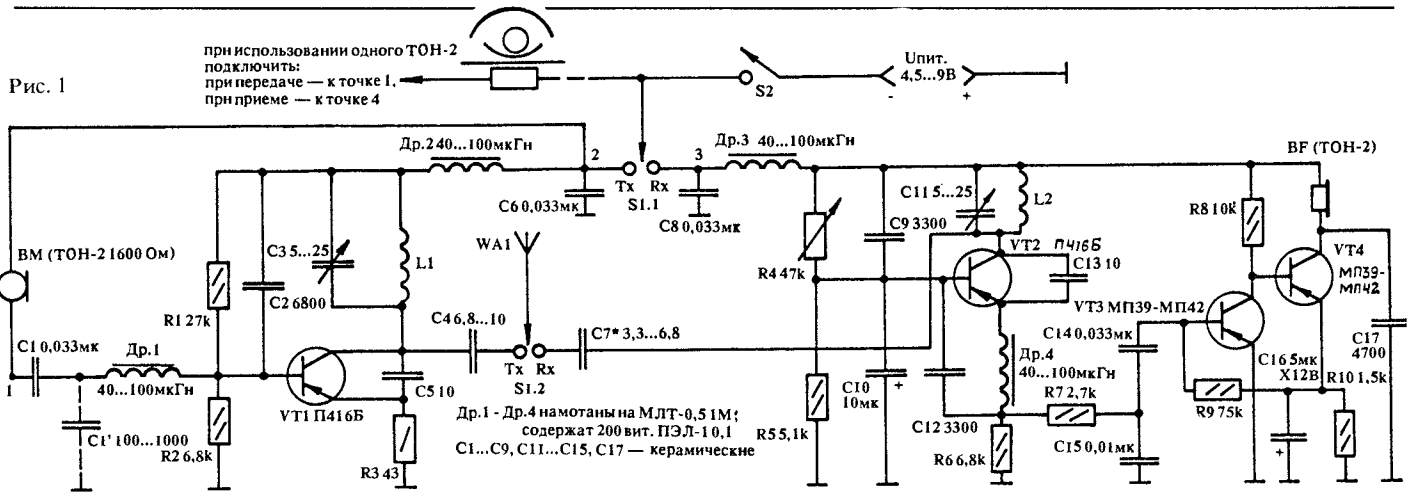 Рис. 1
при использовании одного ТОН-2
подключить:
при передаче — к точке 1,
при приеме — к точке 4
S2
Uпит.
4,5...9В
- +
Др.2 40...100мкГн
2
3
Др.3 40...100мкГн
Tx Rx
S1.1
C6 0,033мк
C8 0,033мк
BF (ТОН-2)
ВМ (ТОН-2 1600 Ом)
C3 5...25
L1
R1 27k
C2 6800
WA1
C4 6,8...10
Tx Rx
S1.2
C7* 3,3...6,8
R4 47k
C9 3300
C11 5...25
L2
VT2 П416Б
C13 10
R8 10k
VT4
МП39-
МП42
VT3 МП39-МП42
C14 0,033мк
C17
4700
C1 0,033мк
1
Др.1
40...100мкГн
C1' 100...1000
R2 6,8k
VT1 П416Б
C5 10
R3 43
Др.1 - Др.4 намотаны на МЛТ-0,5 1М;
содержат 200 вит. ПЭЛ-1 0,1
C1...C9, C11...C15, C17 — керамические
R5 5,1k
C10
10мк
+
C12 3300
Др.4
40...100мкГн
R7 2,7k
R6 6,8k
C15 0,01мк
R9 75k
C16 5мк
Х12В
+
R10 1,5k